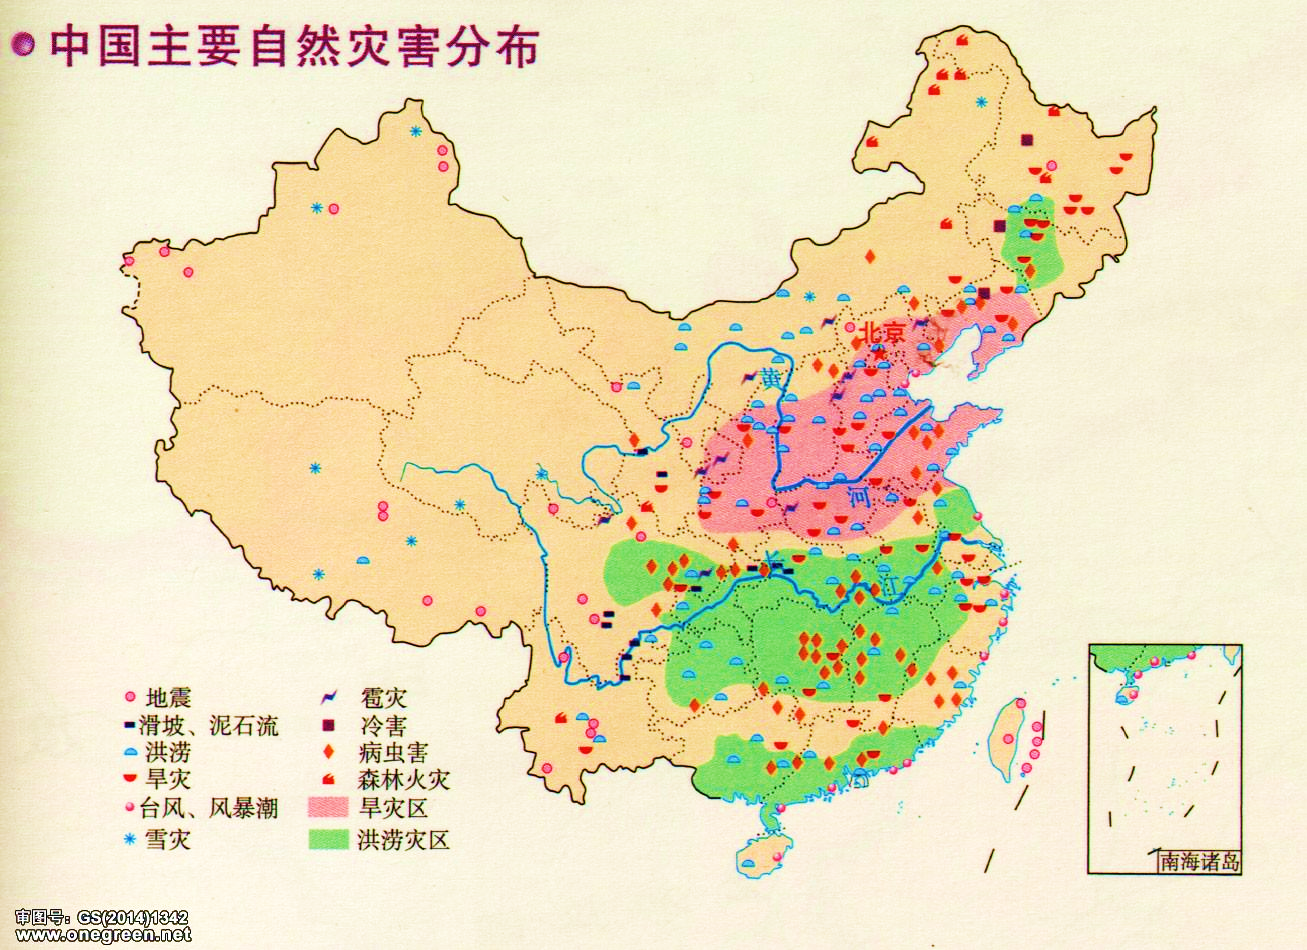 中国主要自然灾害分布
北京
黄
河
长
江
地震
雹灾
滑坡、泥石流
冷害
洪涝
病虫害
旱灾
森林火灾
台风、风暴潮
旱灾区
雪灾
洪涝灾区
南海诸岛
审图号：GS(2014)1342
www.onegreen.net